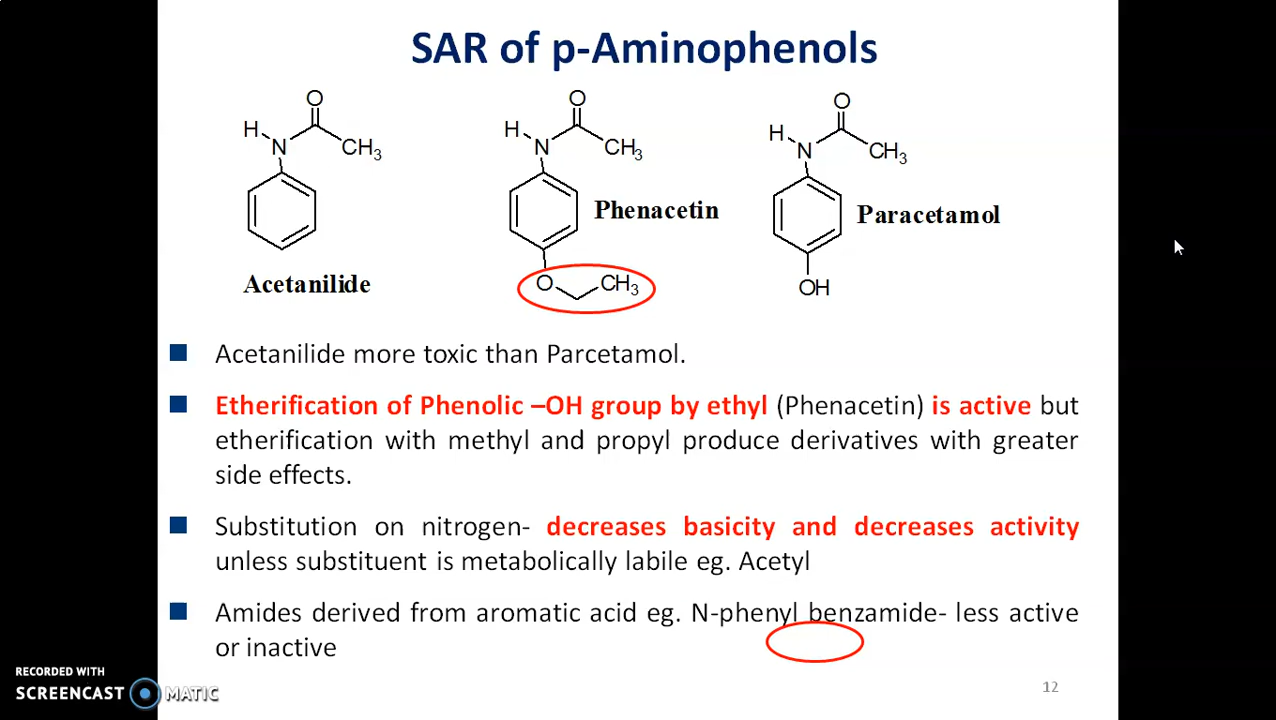 SAR of p-Aminophenols
O
H
N
CH3
Acetanilide
O
H
N
CH3
Phenacetin
O
CH3
O
H
N
CH3
Paracetamol
OH
Acetanilide more toxic than Parcetamol.
Etherification of Phenolic –OH group by ethyl (Phenacetin) is active but
etherification with methyl and propyl produce derivatives with greater
side effects.
Substitution on nitrogen- decreases basicity and decreases activity
unless substituent is metabolically labile eg. Acetyl
Amides derived from aromatic acid eg. N-phenyl benzamide- less active
or inactive
RECORDED WITH
SCREENCAST MATIC
12